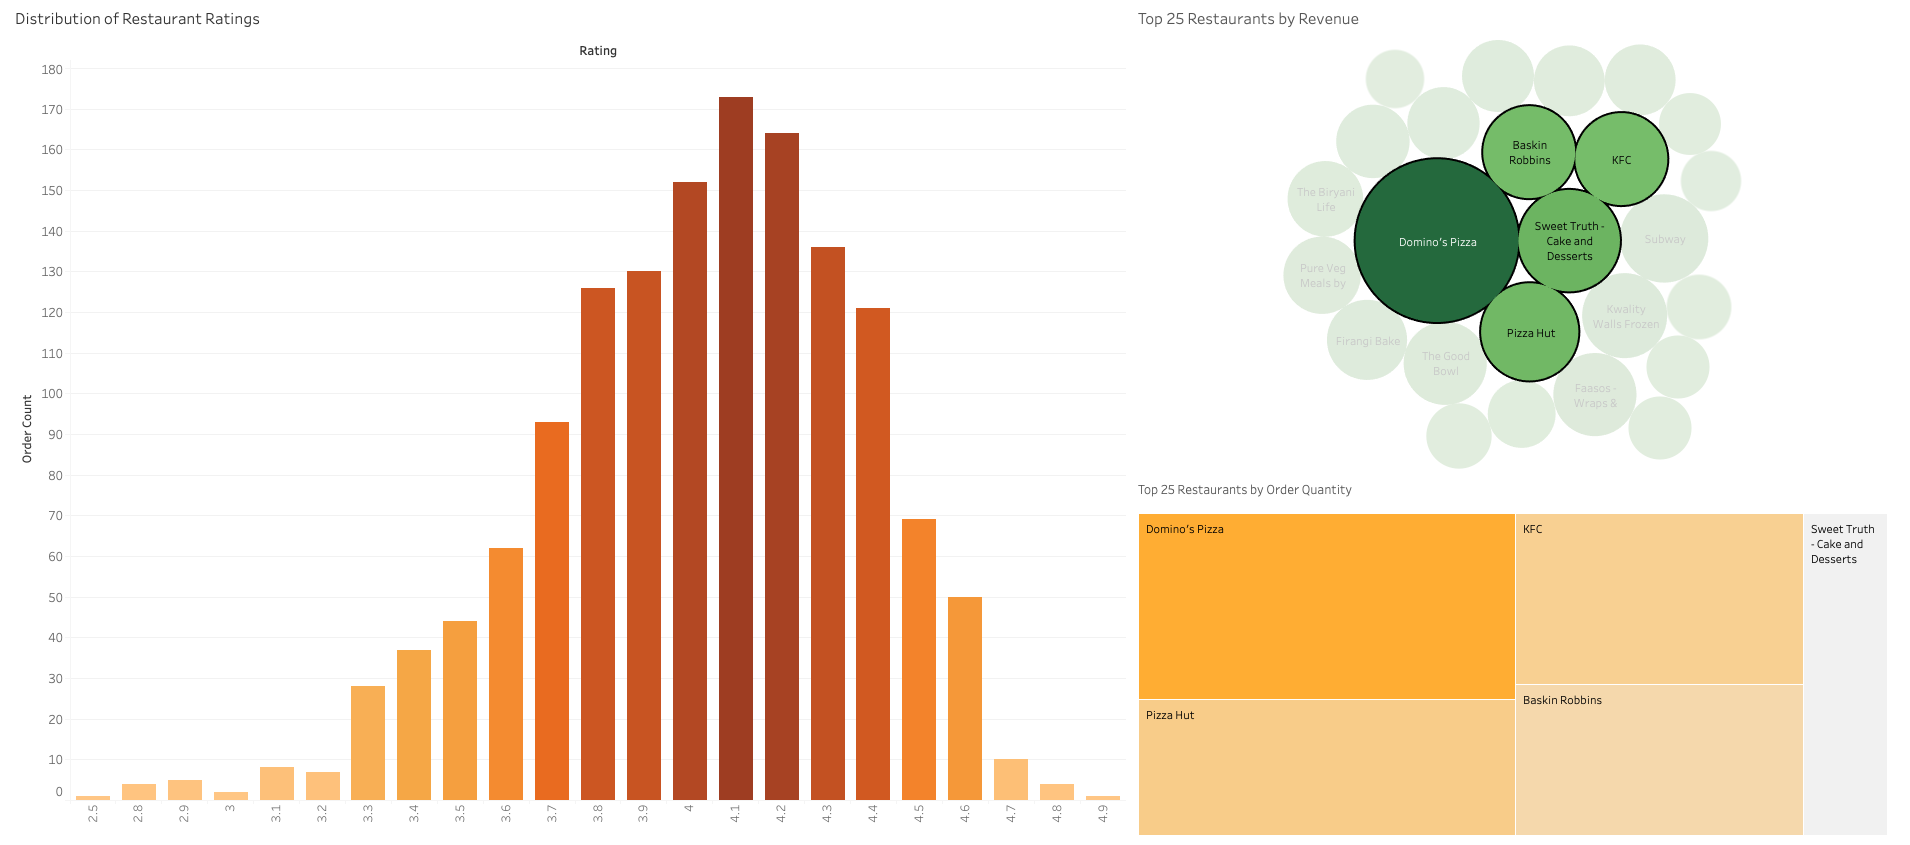 Distribution of Restaurant Ratings
Rating
Order Count
180
170
160
150
140
130
120
110
100
90
80
70
60
50
40
30
20
10
0
2.5
2.8
2.9
3
3.1
3.2
3.3
3.4
3.5
3.6
3.7
3.8
3.9
4
4.1
4.2
4.3
4.4
4.5
4.6
4.7
4.8
4.9
Top 25 Restaurants by Revenue
Baskin
Robbins
KFC
The Biryani
Life
Domino's Pizza
Sweet Truth -
Cake and
Desserts
Subway
Pure Veg
Meals by
Kwality
Walls Frozen
Pizza Hut
Firangi Bake
The Good
Bowl
Faasos -
Wraps &
Top 25 Restaurants by Order Quantity
Domino's Pizza
KFC
Sweet Truth
- Cake and
Desserts
Pizza Hut
Baskin Robbins